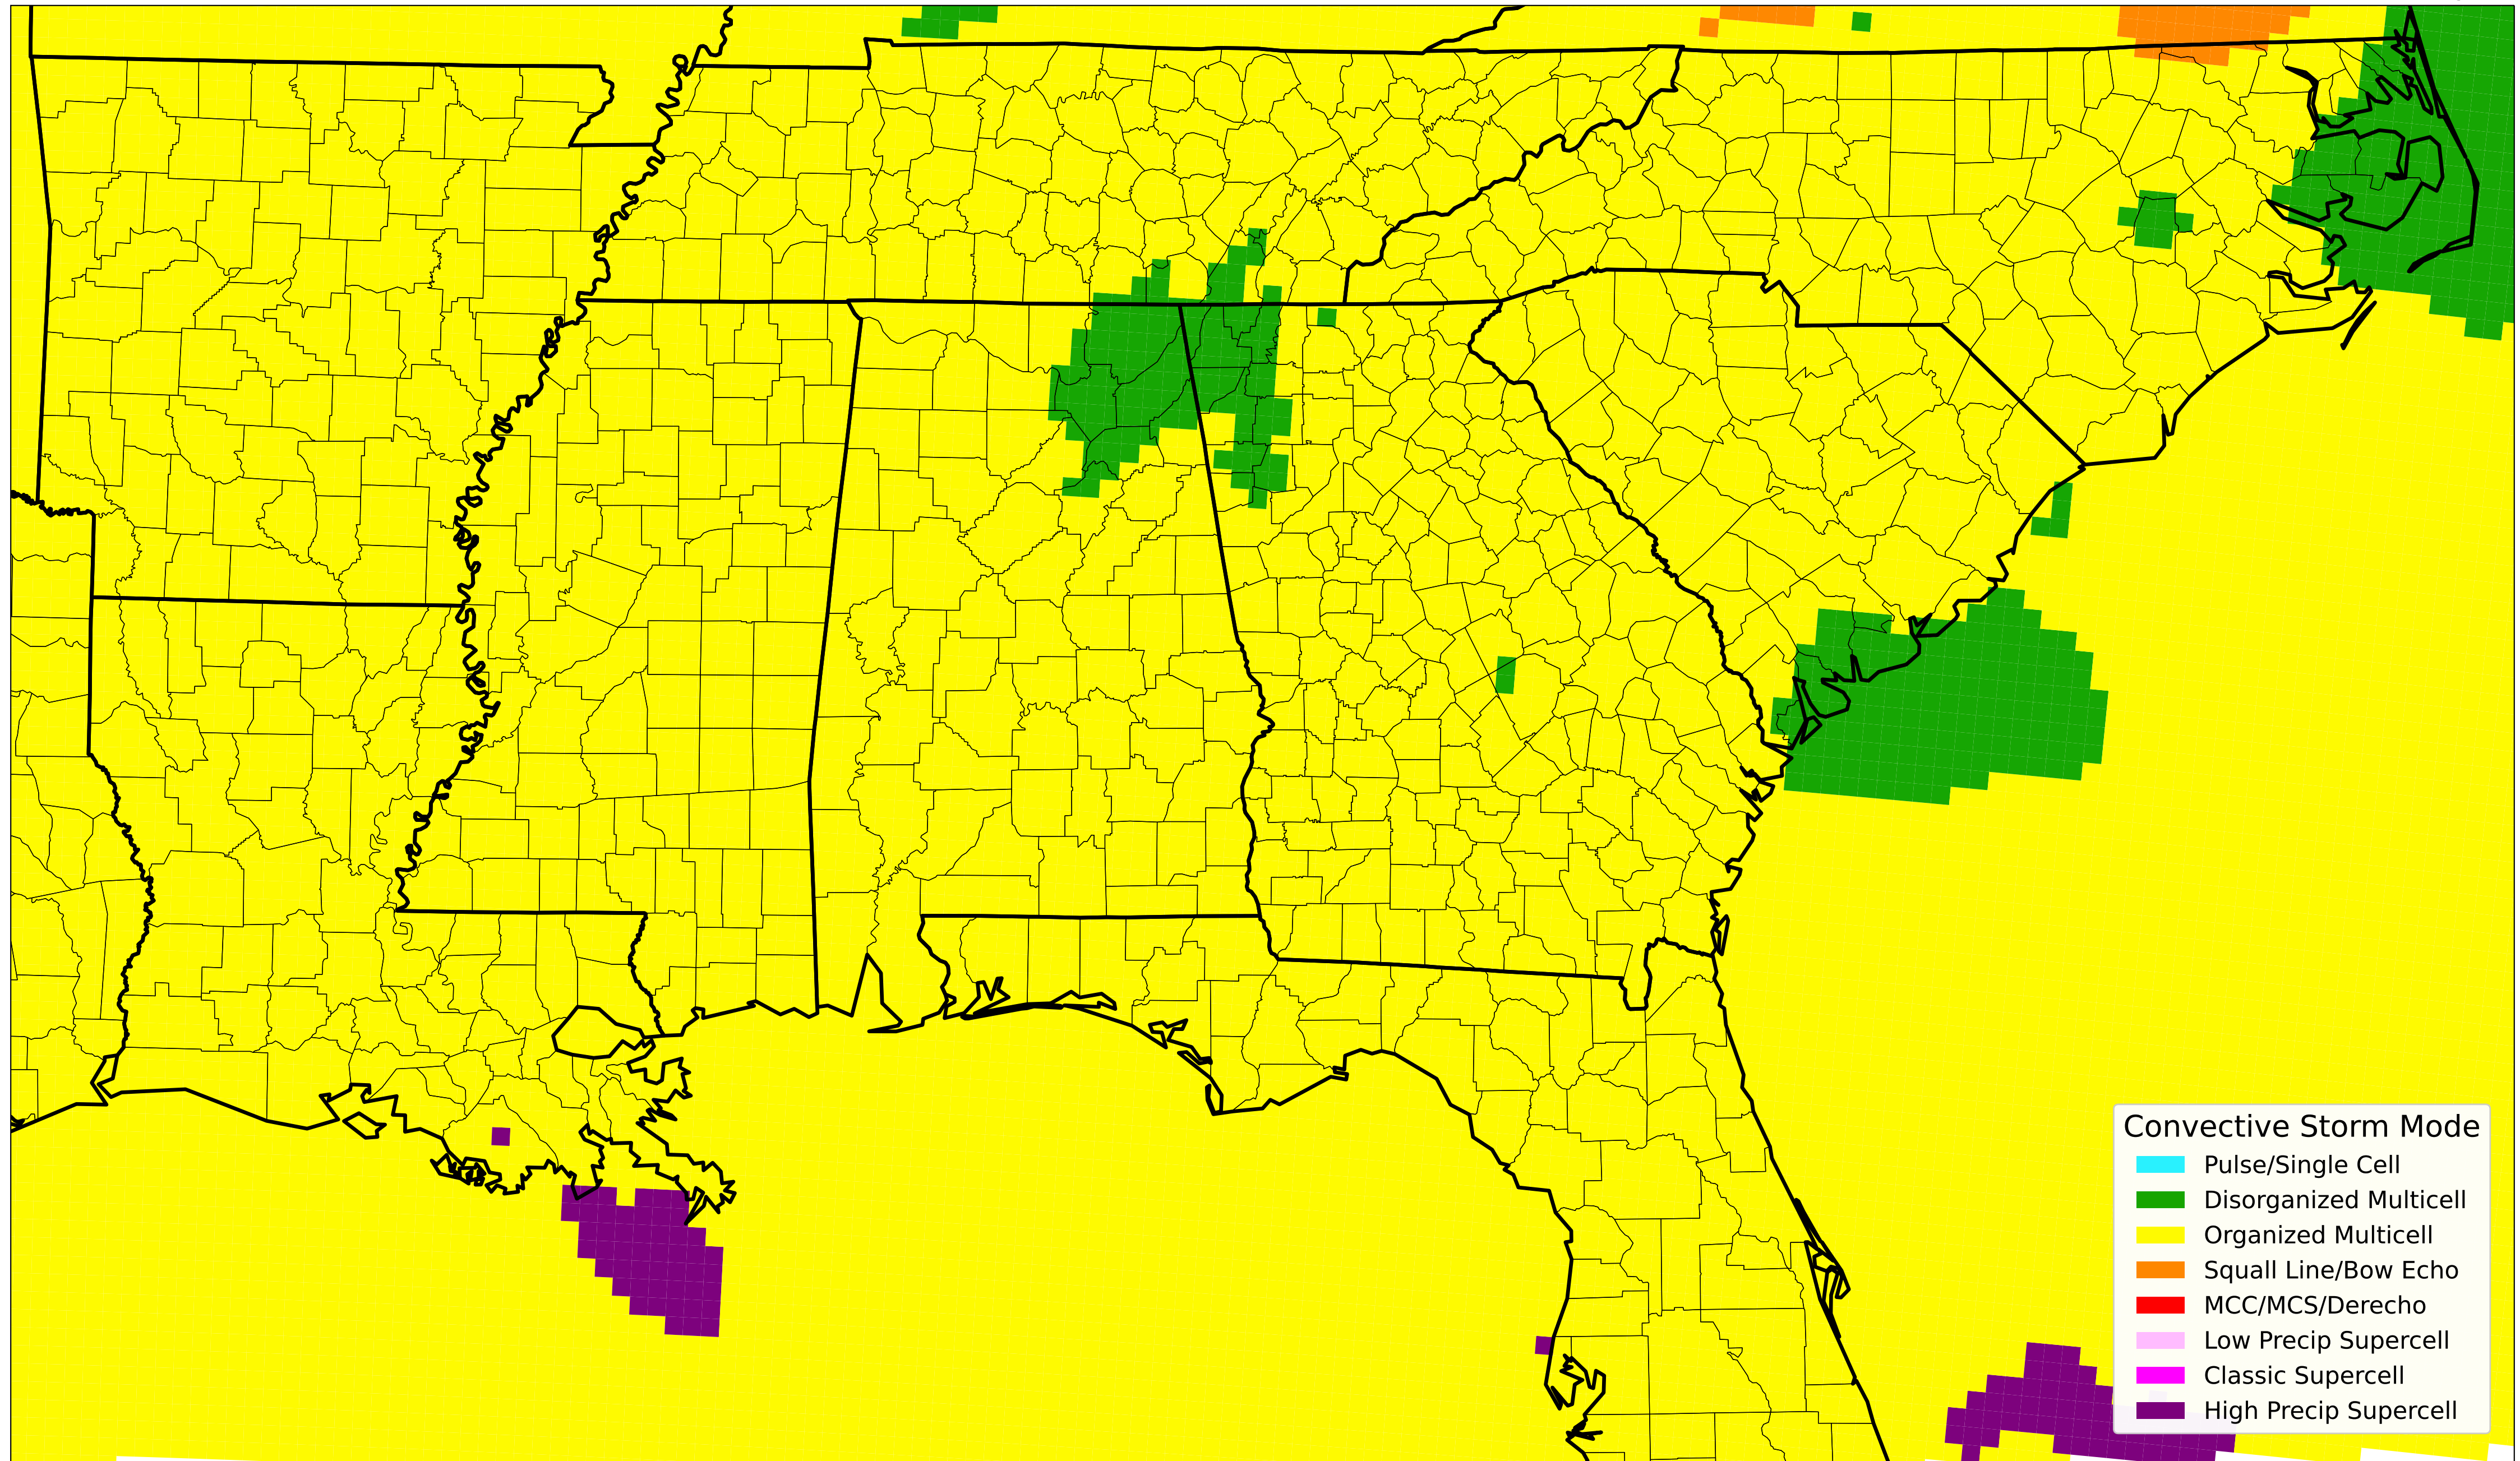 Convective Storm Mode
Pulse/Single Cell
Disorganized Multicell
Organized Multicell
Squall Line/Bow Echo
MCC/MCS/Derecho
Low Precip Supercell
Classic Supercell
High Precip Supercell